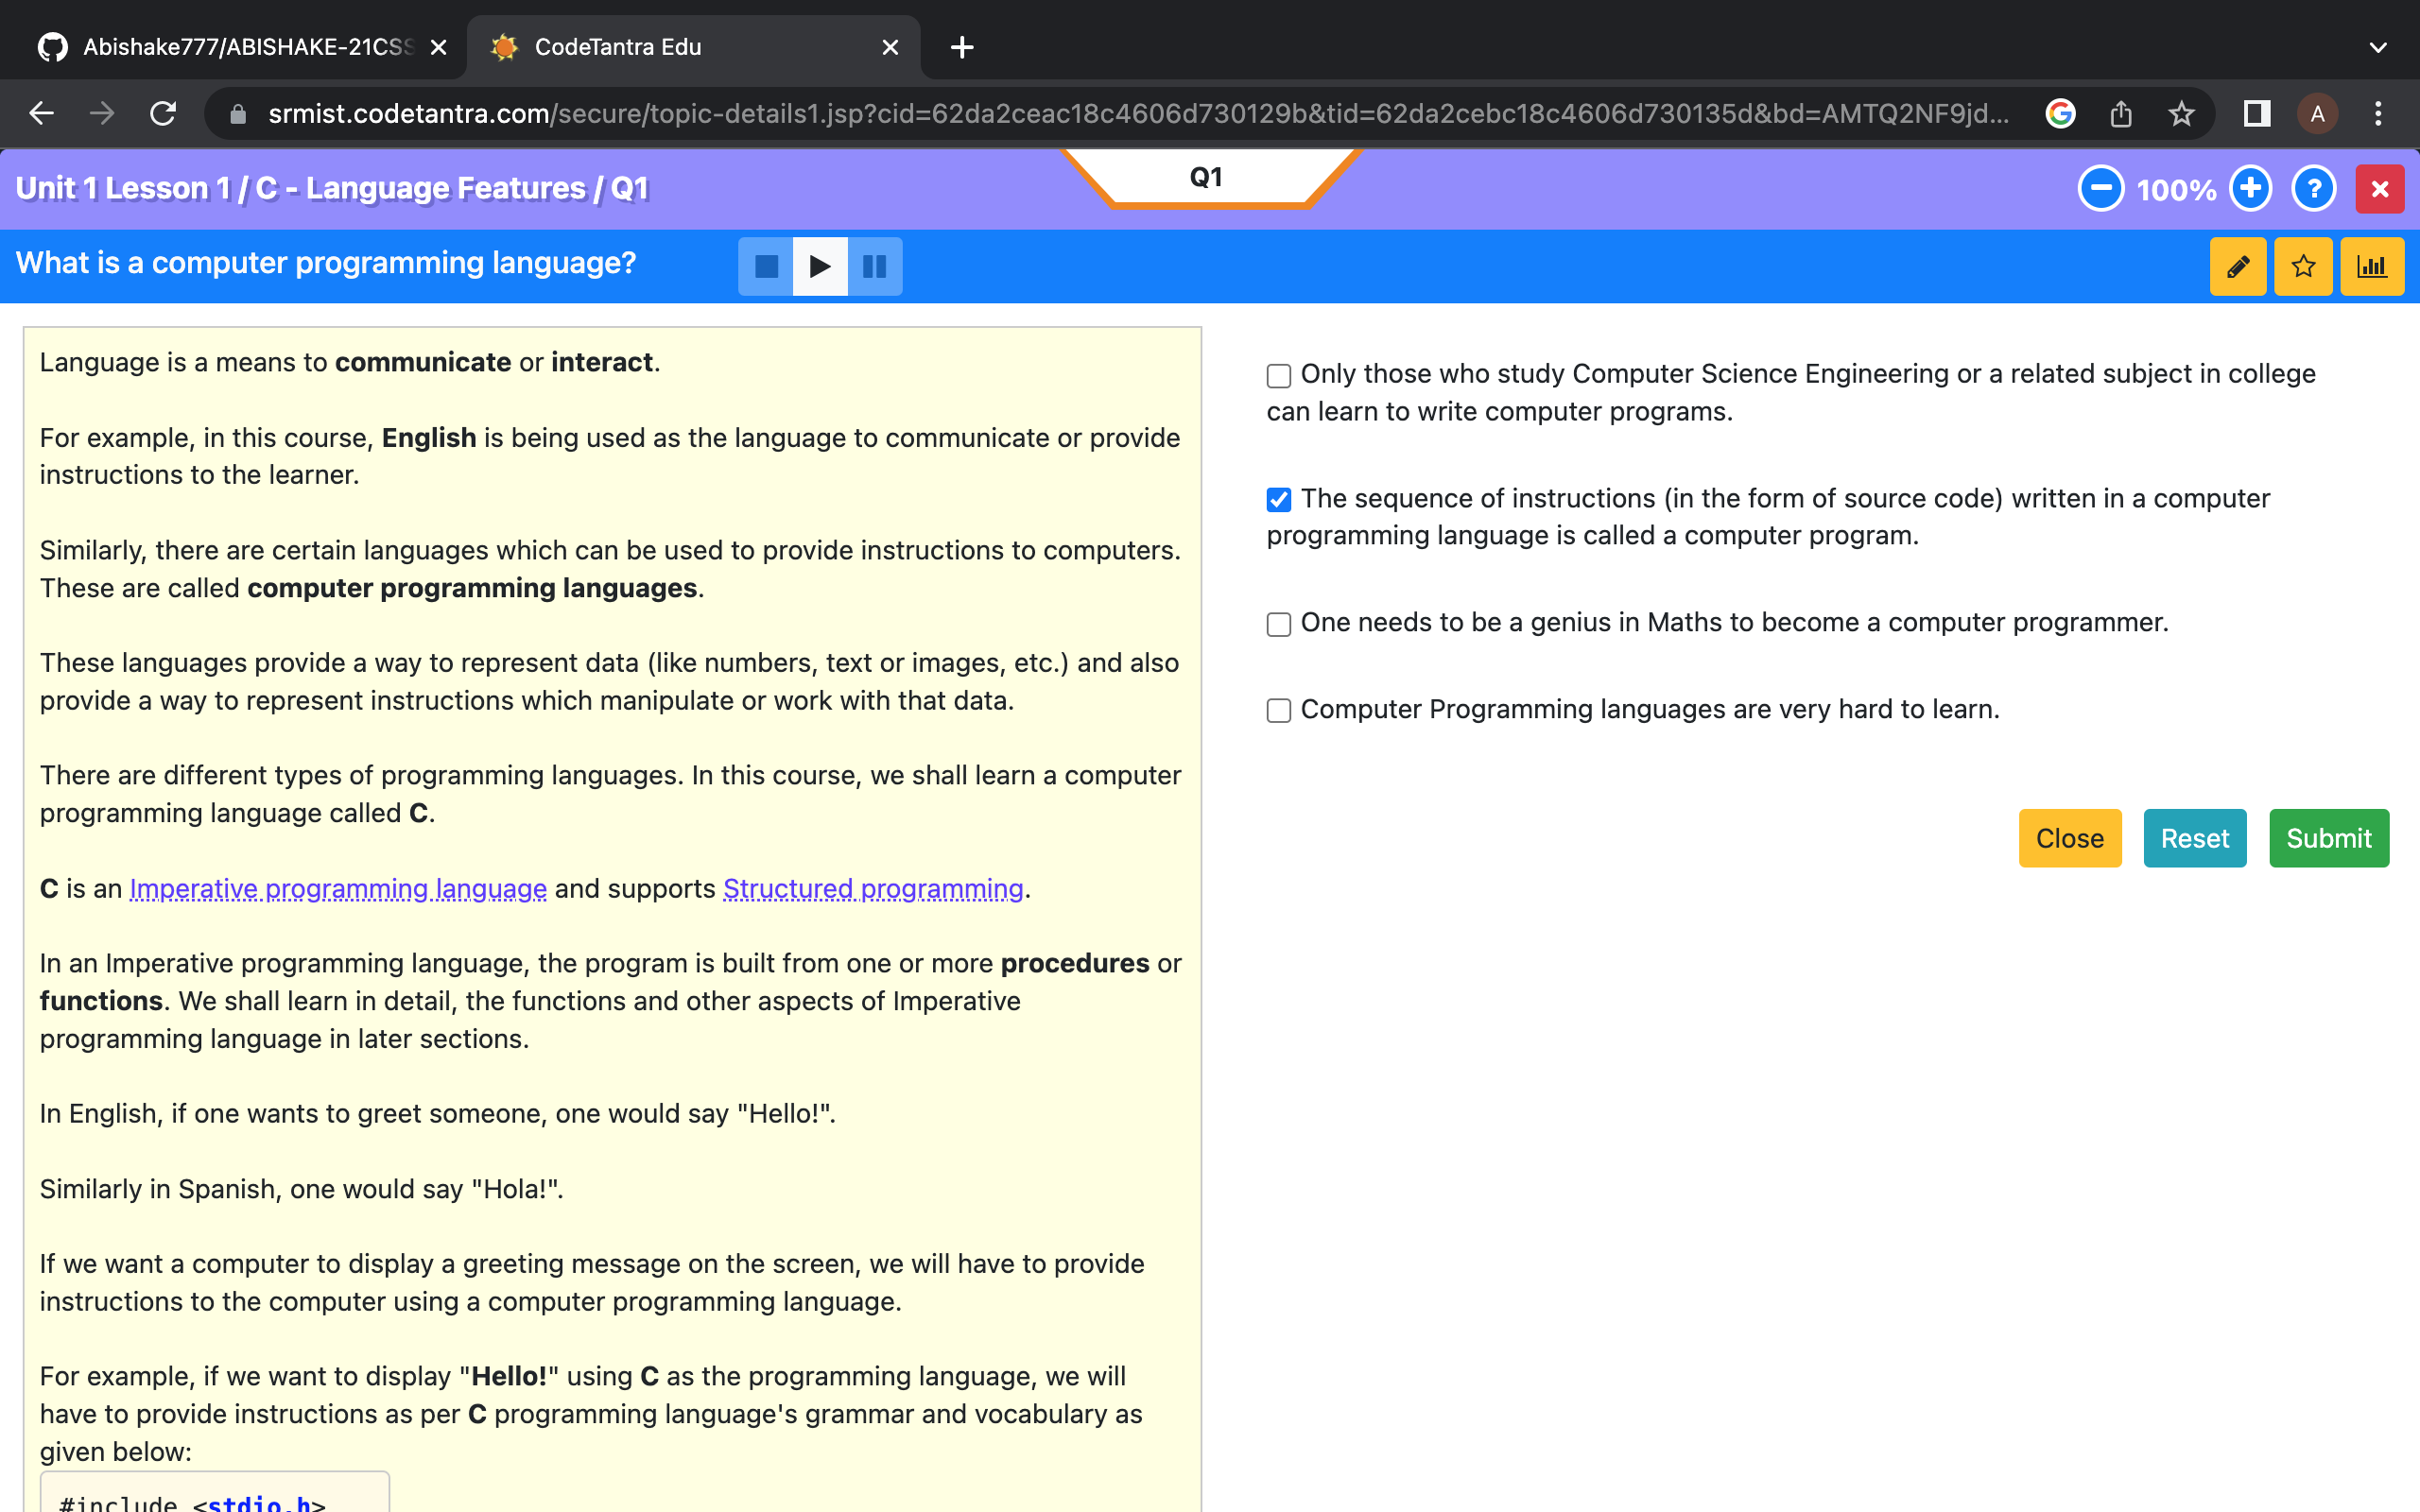 Abishake777/ABISHAKE-21CSS
CodeTantra Edu
srmist.codetantra.com/secure/topic-details1.jsp?cid=62da2ceac18c4606d730129b&tid=62da2cebc18c4606d730135d&bd=AMTQ2NF9jd...
A
Unit 1 Lesson 1 / C - Language Features / Q1
Q1
100%
?
What is a computer programming language?
Language is a means to communicate or interact.
For example, in this course, English is being used as the language to communicate or provide
instructions to the learner.
Similarly, there are certain languages which can be used to provide instructions to computers.
These are called computer programming languages.
These languages provide a way to represent data (like numbers, text or images, etc.) and also
provide a way to represent instructions which manipulate or work with that data.
There are different types of programming languages. In this course, we shall learn a computer
programming language called C.
C is an Imperative programming language and supports Structured programming.
In an Imperative programming language, the program is built from one or more procedures or
functions. We shall learn in detail, the functions and other aspects of Imperative
programming language in later sections.
In English, if one wants to greet someone, one would say "Hello!".
Similarly in Spanish, one would say "Hola!".
If we want a computer to display a greeting message on the screen, we will have to provide
instructions to the computer using a computer programming language.
For example, if we want to display "Hello!" using C as the programming language, we will
have to provide instructions as per C programming language's grammar and vocabulary as
given below:
#include <stdio.h>
Only those who study Computer Science Engineering or a related subject in college
can learn to write computer programs.
The sequence of instructions (in the form of source code) written in a computer
programming language is called a computer program.
One needs to be a genius in Maths to become a computer programmer.
Computer Programming languages are very hard to learn.
Close
Reset
Submit